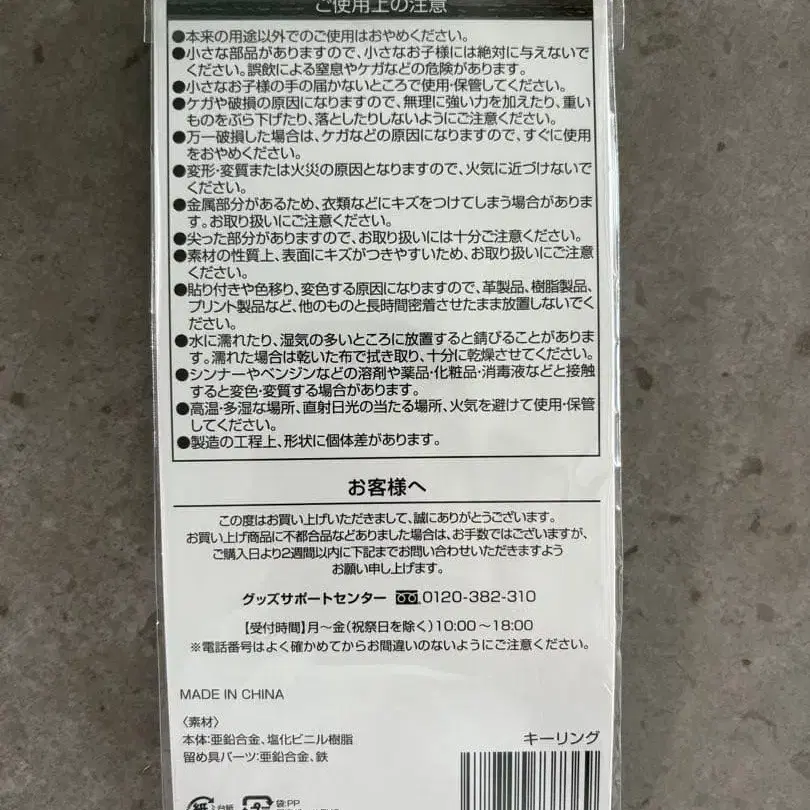 ご使用上の注意
●本来の用途以外でのご使用はおやめください。
●小さな部品がありますので、小さなお子様には絶対に与えないで
ください。誤飲による窒息やケガなどの危険があります。
●小さなお子様の手の届かないところで使用・保管してください。
●ケガや破損の原因になりますので、無理に強い力を加えたり、重い
ものをぶら下げたり、落としたりしないようにご注意ください。
●万一破損した場合は、ケガなどの原因になりますので、すぐに使用
をおやめください。
●変形・変質または火災の原因となりますので、火気に近づけないで
ください。
●金属部分があるため、衣類などにキズをつけてしまう場合がありま
す。お取り扱いにご注意ください。
●尖った部分がありますので、お取り扱いには十分ご注意ください。
●素材の性質上、表面にキズがつきやすいため、お取り扱いにご注意
ください。
●貼り付きや色移り、変色する原因になりますので、革製品、樹脂製品、
プリント製品など、他のものと長時間密着させたまま放置しないでく
ださい。
●水に濡れたり、湿気の多いところに放置すると錆びることがありま
す。濡れた場合は乾いた布で拭き取り、十分に乾燥させてください。
●シンナーやベンジンなどの溶剤や薬品・化粧品・消毒液などと接触
すると変色・変質する場合があります。
●高温・多湿な場所、直射日光の当たる場所、火気を避けて使用・保管
してください。
●製造の工程上、形状に個体差があります。
お客様へ
この度はお買い上げいただきまして、誠にありがとうございます。
お買い上げ商品に不都合品などありました場合は、お手数ではございますが、
ご購入日より2週間以内に下記までお問い合わせいただきますよう
お願い申し上げます。
グッズサポートセンター 0120-382-310
【受付時間】月～金(祝祭日を除く)10:00～18:00
※電話番号はよく確かめてからお間違いのないようにご注意ください。
MADE IN CHINA
〈素材〉
本体:亜鉛合金、塩化ビニル樹脂
留め具パーツ:亜鉛合金、鉄
キーリング
紙 台紙 袋:PP